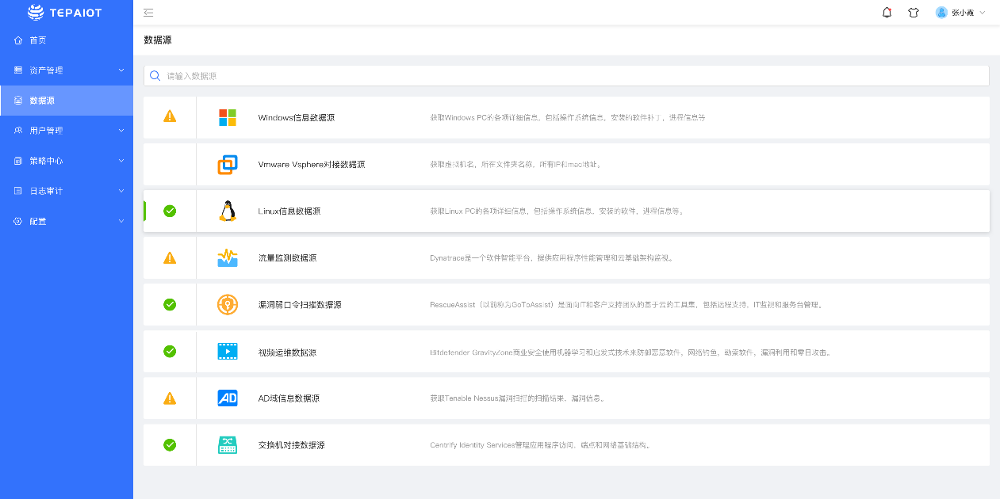 TEPAIOT
张小霞
首页
资产管理
数据源
用户管理
策略中心
日志审计
配置
数据源
请输入数据源
Windows信息数据源
获取Windows PC的各项详细信息，包括操作系统信息，安装的软件补丁，进程信息等
Vmware Vsphere对接数据源
获取虚拟机名，所在文件夹名称，所有IP和mac地址。
Linux信息数据源
获取Linux PC的各项详细信息，包括操作系统信息，安装的软件，进程信息等。
流量监测数据源
Dynatrace是一个软件智能平台，提供应用程序性能管理和云基础架构监视。
漏洞弱口令扫描数据源
RescueAssist（以前称为GoToAssist）是面向IT和客户支持团队的基于云的工具集，包括远程支持，IT监视和服务台管理。
视频运维数据源
Bitdefender GravityZone商业安全使用机器学习和启发式技术来防御恶意软件，网络钓鱼，勒索软件，漏洞利用和零日攻击。
AD
AD域信息数据源
获取Tenable Nessus漏洞扫描的扫描结果，漏洞信息。
交换机对接数据源
Centrify Identity Services管理应用程序访问，端点和网络基础结构。